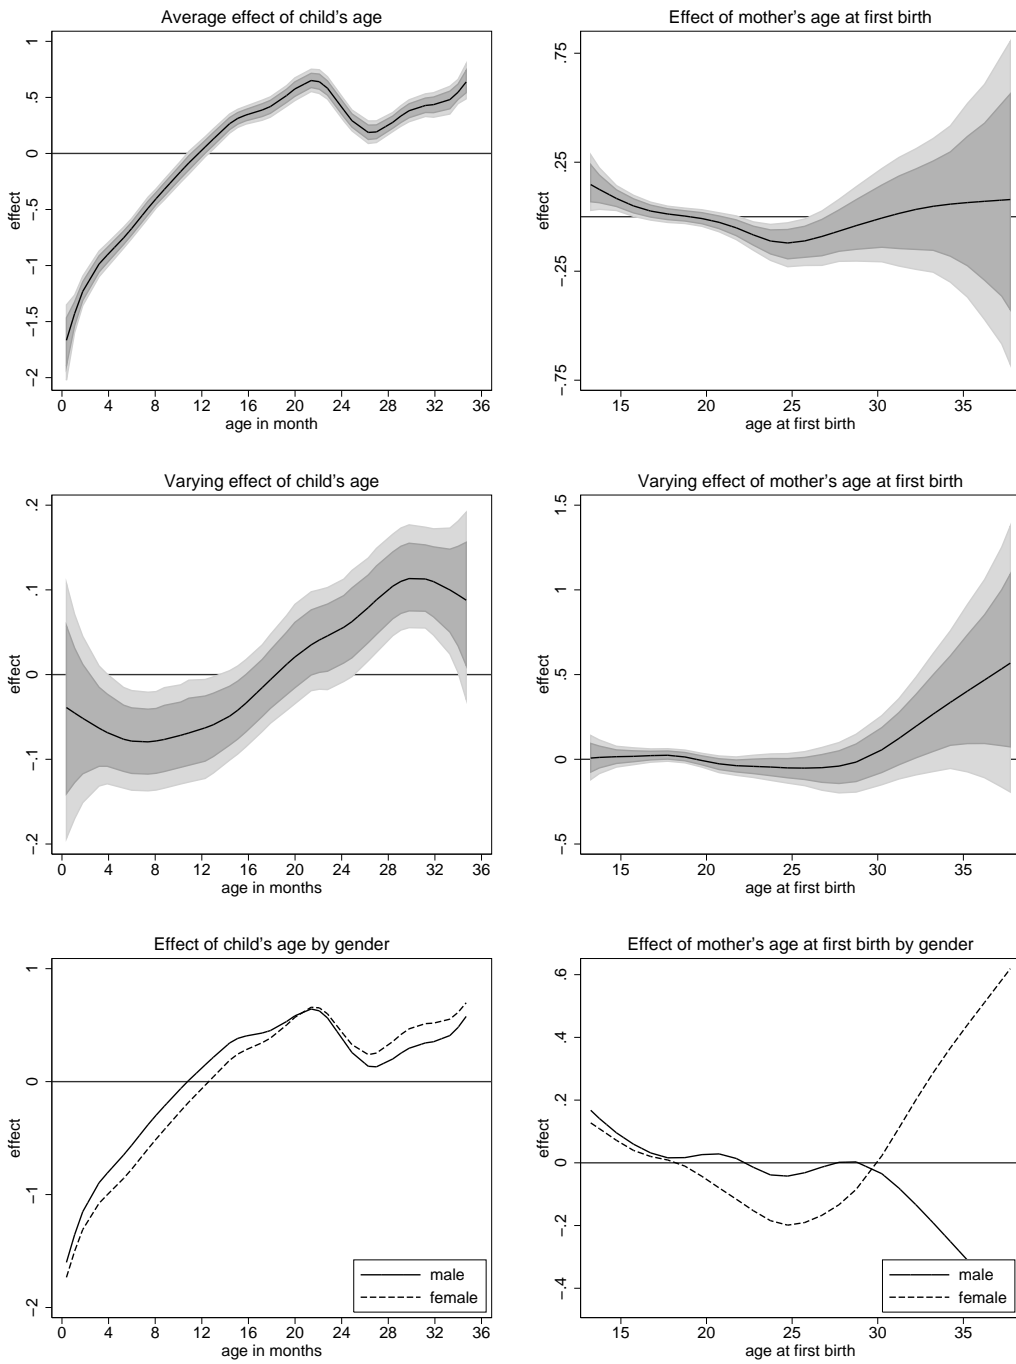 Average effect of child's age
effect
1
.5
0
−.5
−1
−1.5
−2
0 4 8 12 16 20 24 28 32 36
age in month
Effect of mother's age at first birth
effect
.75
.25
−.25
−.75
15 20 25 30 35
age at first birth
Varying effect of child's age
effect
.2
.1
0
−.1
−.2
0 4 8 12 16 20 24 28 32 36
age in months
Varying effect of mother's age at first birth
effect
1.5
1
.5
0
−.5
15 20 25 30 35
age at first birth
Effect of child's age by gender
effect
1
0
−1
−2
male
female
0 4 8 12 16 20 24 28 32 36
age in months
Effect of mother's age at first birth by gender
effect
.6
.4
.2
0
−.2
−.4
male
female
15 20 25 30 35
age at first birth